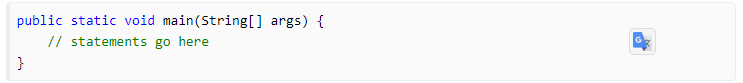 public static void main(String[] args) {
    // statements go here
}